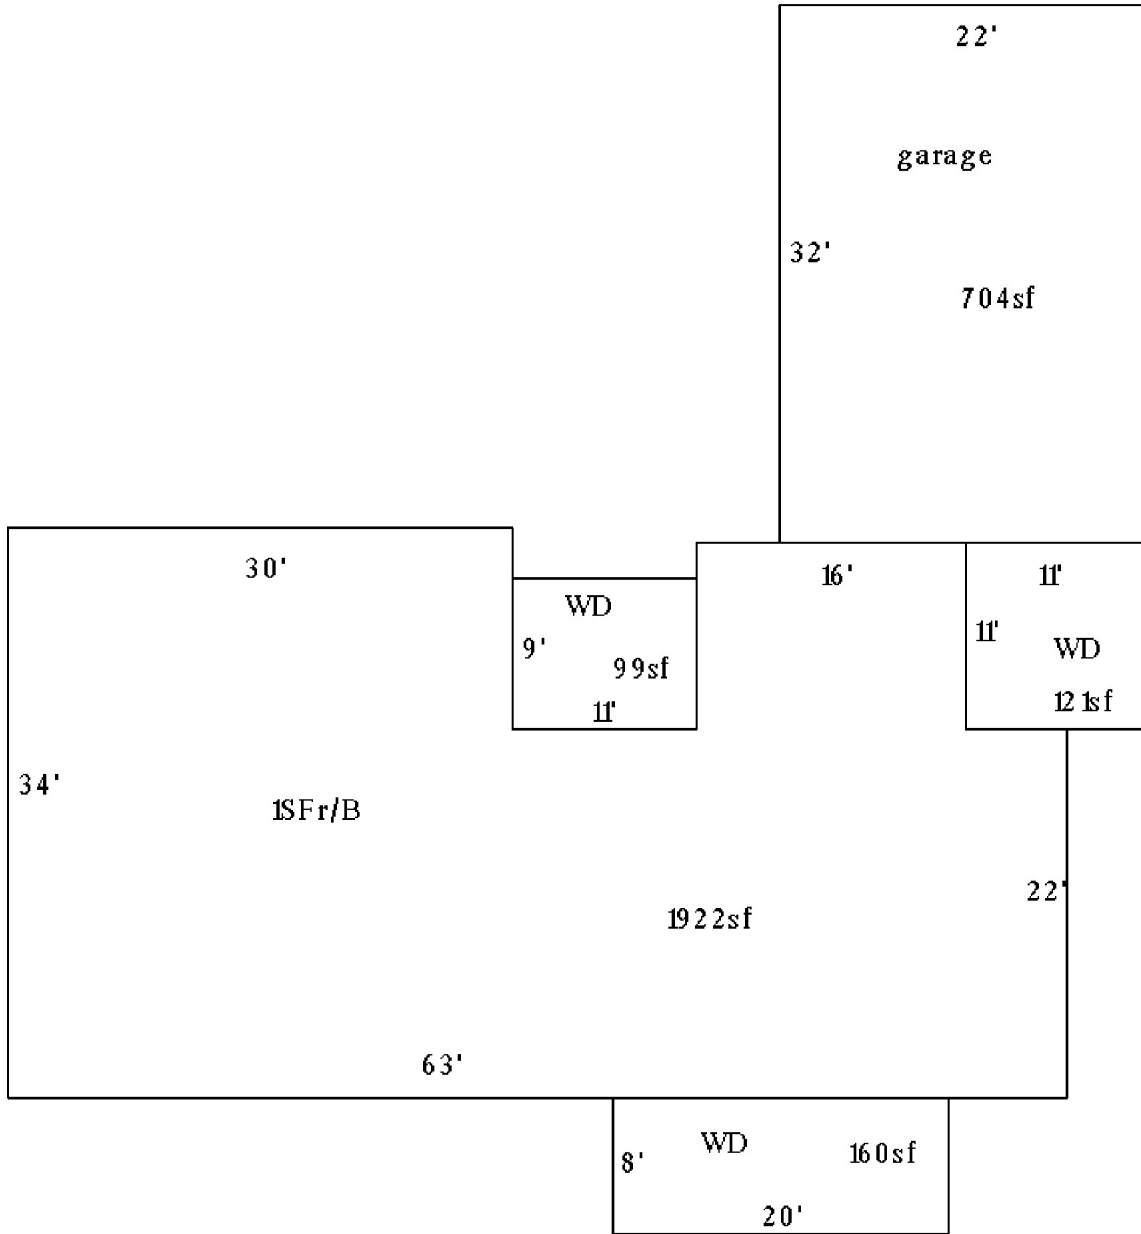 22'
garage
32'
704sf
30'
16'
11'
WD
9'
11'
WD
99sf
121sf
11'
34'
1SFr/B
22'
1922sf
63'
WD
160sf
8'
20'